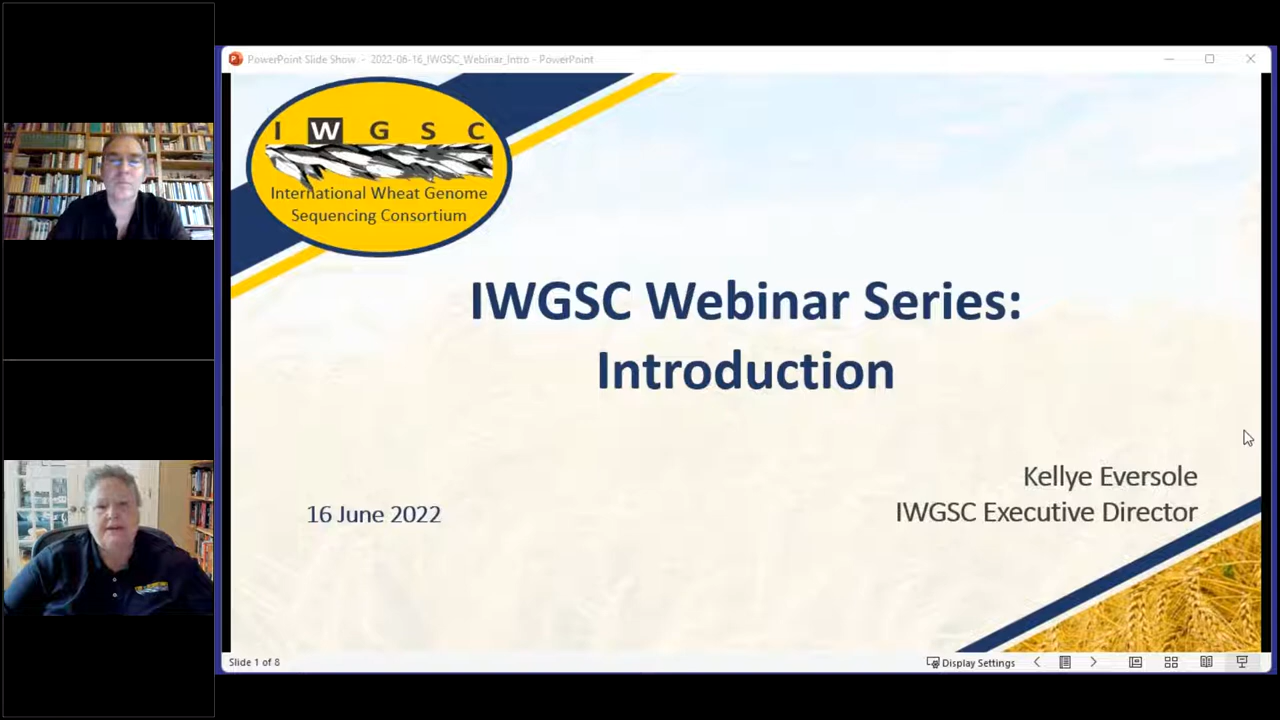 PowerPoint Slide Show - 2022-06-16_IWGSC_Webinar_Intro - PowerPoint
I W G S C
International Wheat Genome
Sequencing Consortium
IWGSC Webinar Series:
Introduction
Kellye Eversole
16 June 2022
IWGSC Executive Director
Slide 1 of 8
Display Settings